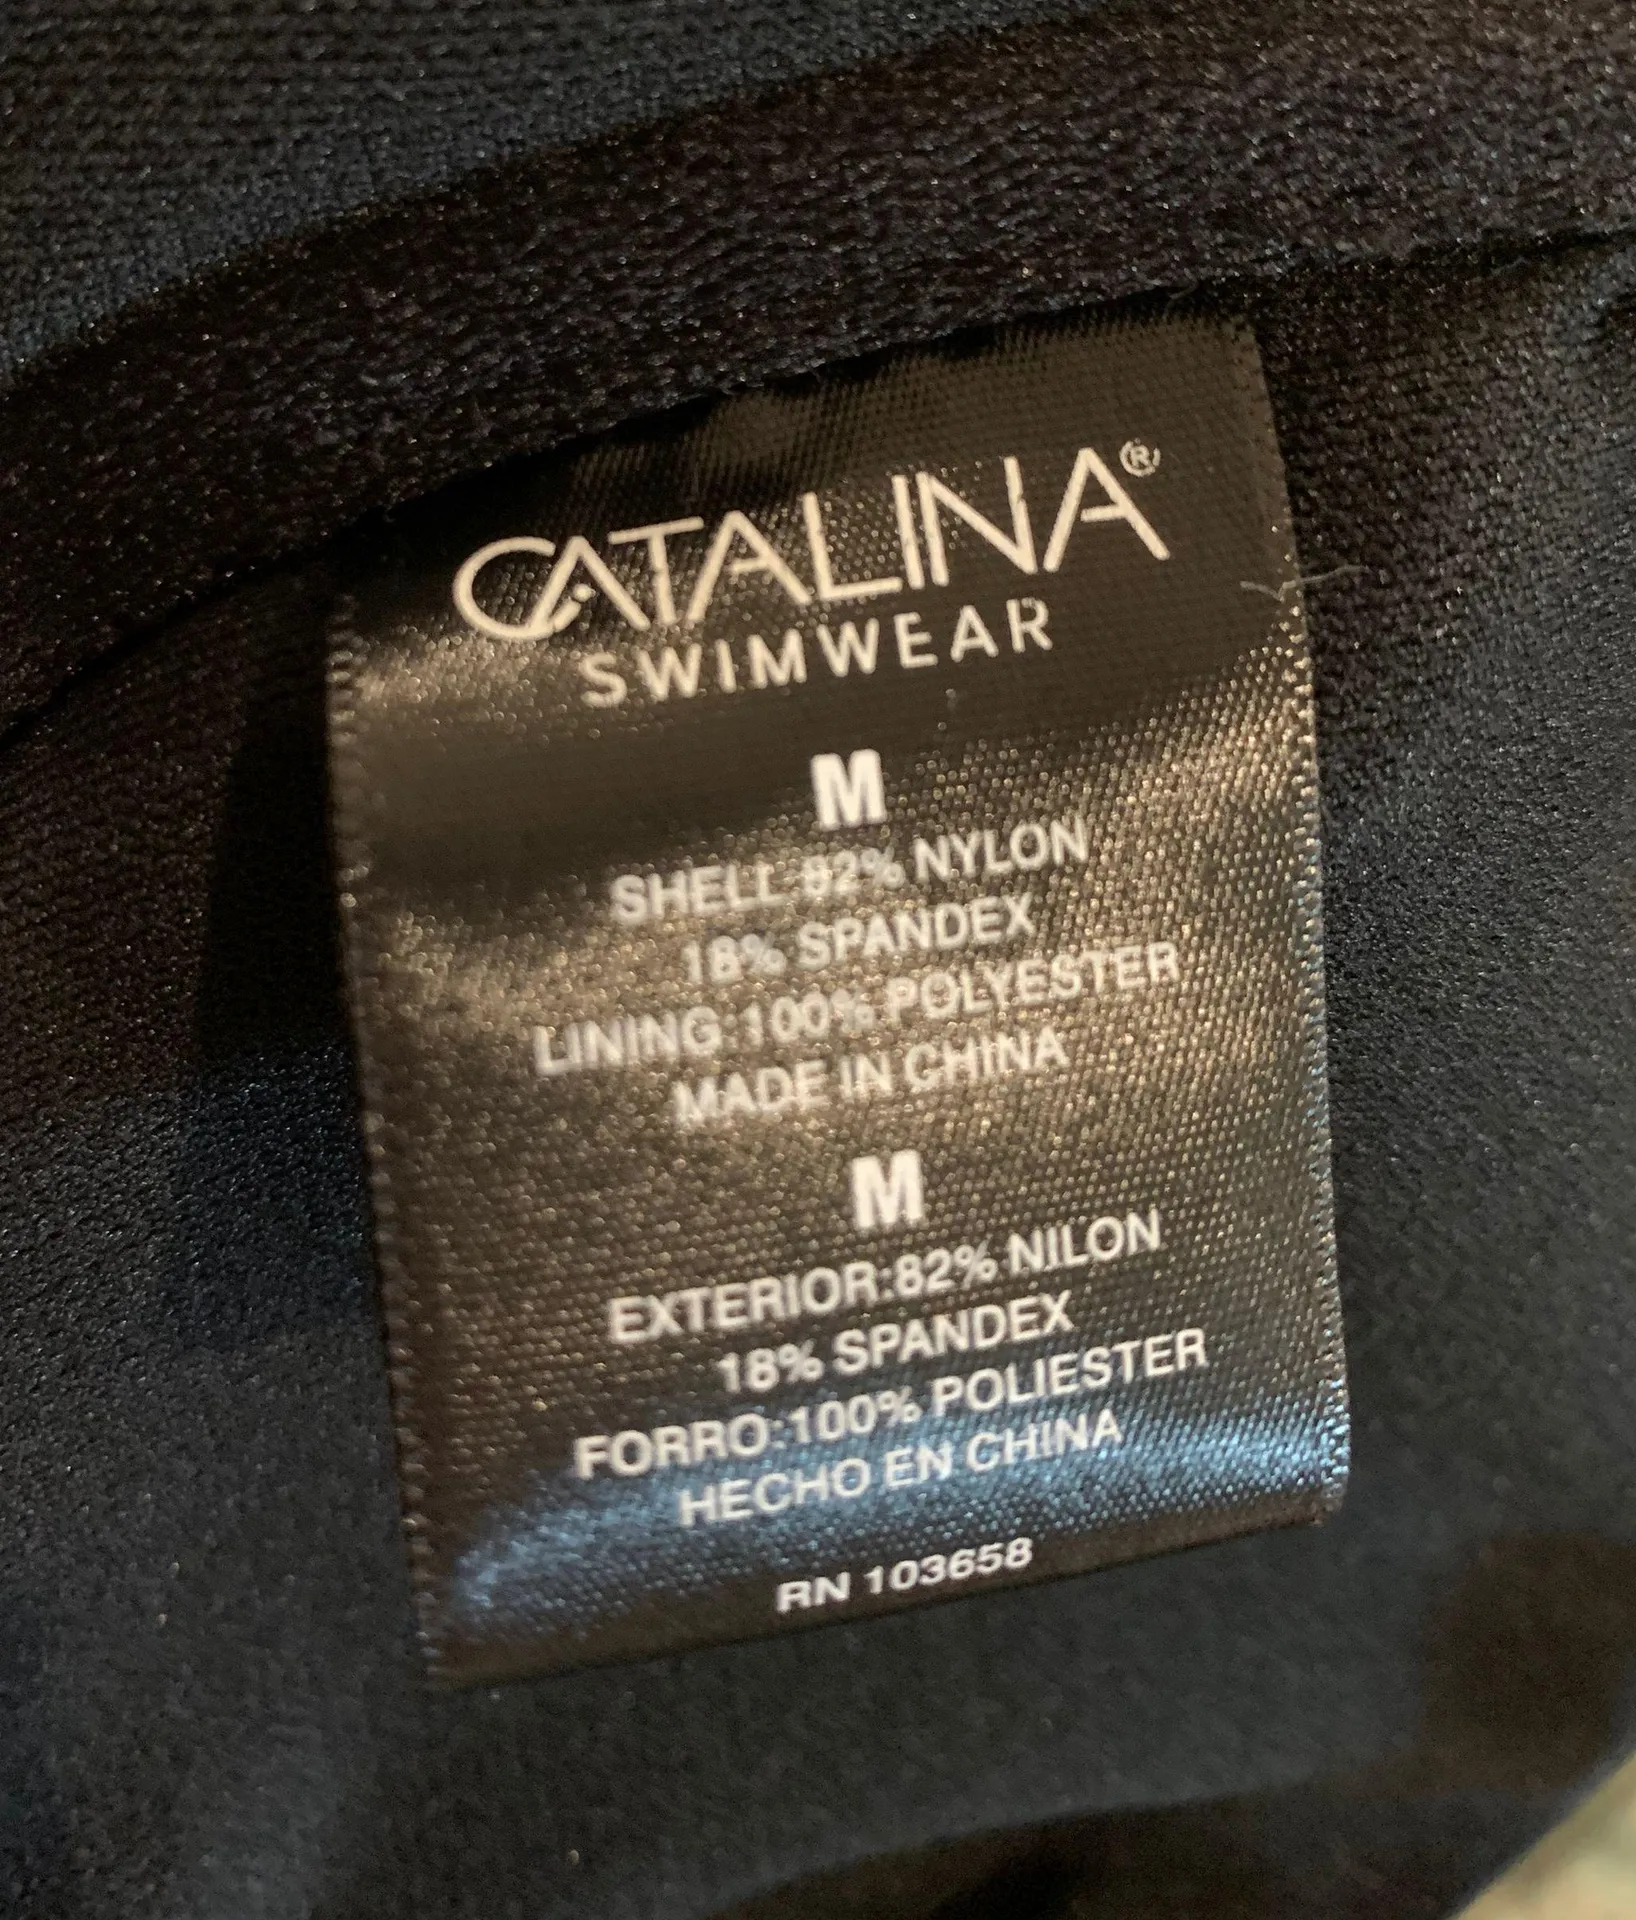 CATALINA®
SWIMWEAR
M
SHELL:82% NYLON
18% SPANDEX
LINING:100% POLYESTER
MADE IN CHINA
M
EXTERIOR:82% NILON
18% SPANDEX
FORRO:100% POLIESTER
HECHO EN CHINA
RN 103658